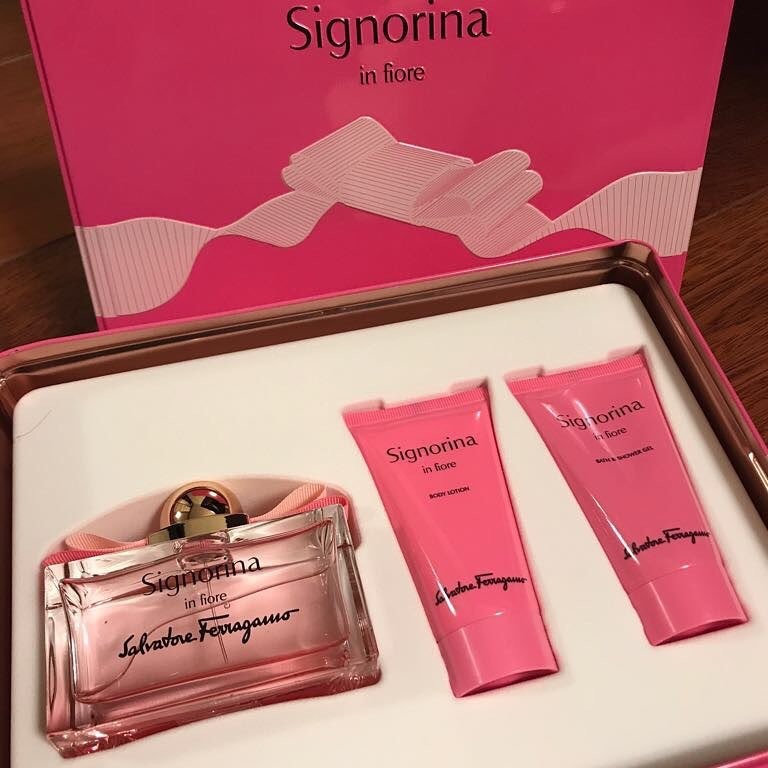 Signorina
in fiore
Signorina
in fiore
Salvatore Ferragamo
Signorina
in fiore
BODY LOTION
Salvatore Ferragamo
Signorina
in fiore
BATH & SHOWER GEL
Salvatore Ferragamo